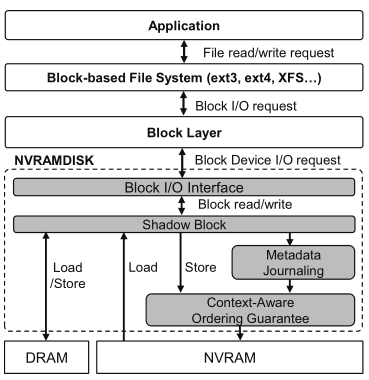 Application
File read/write request
Block-based File System (ext3, ext4, XFS...)
Block I/O request
Block Layer
NVRAMDISK
Block Device I/O request
Block I/O Interface
Block read/write
Shadow Block
Load
/Store
Load
Store
Metadata
Journaling
Context-Aware
Ordering Guarantee
DRAM
NVRAM